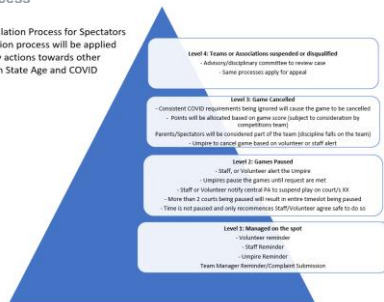 lation Process for Spectators
ion process will be applied
y actions towards other
n State Age and COVID
Level 4: Teams or Associations suspended or disqualified
- Advisory/disciplinary committee to review case
- Same processes apply for appeal
Level 3: Game Cancelled
- Consistent COVID requirements being ignored will cause the game to be cancelled
- Points will be allocated based on game score (subject to consideration by
competitions team)
Parents/Spectators will be considered part of the team (discipline falls on the team)
- Umpire to cancel game based on volunteer or staff alert
Level 2: Games Paused
- Staff, or Volunteer alert the Umpire
- Umpires pause the games until request are met
- Staff or Volunteer notify central PA to suspend play on court/s XX
- More than 2 courts being paused will result in entire timeslot being paused
- Time is not paused and only recommences Staff/Volunteer agree safe to do so
Level 1: Managed on the spot
- Volunteer reminder
- Staff Reminder
- Umpire Reminder
Team Manager Reminder/Complaint Submission